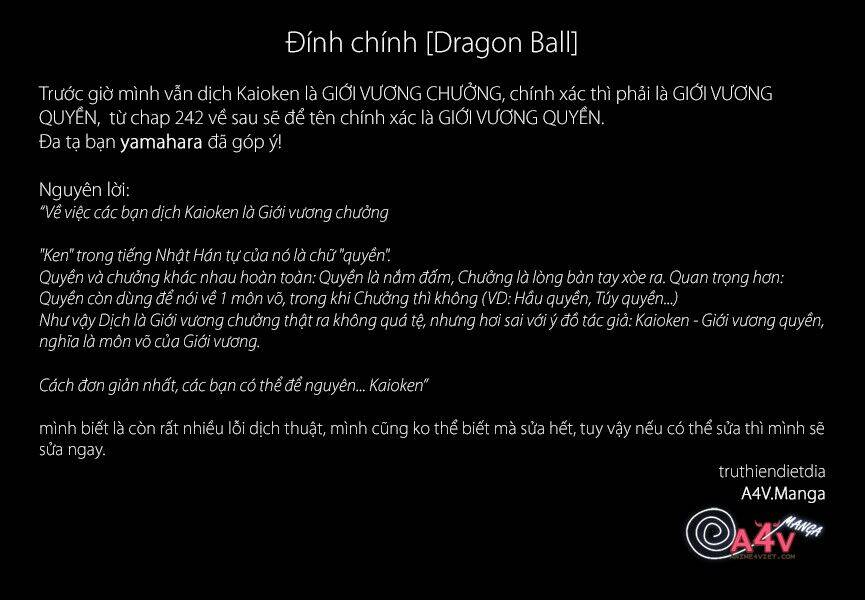 Đính chính [Dragon Ball]
Trước giờ mình vẫn dịch Kaioken là GIỚI VƯƠNG CHƯỞNG, chính xác thì phải là GIỚI VƯƠNG
QUYỀN, từ chap 242 về sau sẽ để tên chính xác là GIỚI VƯƠNG QUYỀN.
Đa tạ bạn yamahara đã góp ý!
Nguyên lời:
“Về việc các bạn dịch Kaioken là Giới vương chưởng
"Ken" trong tiếng Nhật Hán tự của nó là chữ "quyền".
Quyền và chưởng khác nhau hoàn toàn: Quyền là nắm đấm, Chưởng là lòng bàn tay xòe ra. Quan trọng hơn:
Quyền còn dùng để nói về 1 môn võ, trong khi Chưởng thì không (VD: Hầu quyền, Túy quyền...)
Như vậy Dịch là Giới vương chưởng thật ra không quá tệ, nhưng hơi sai với ý đồ tác giả: Kaioken - Giới vương quyền,
nghĩa là môn võ của Giới vương.
Cách đơn giản nhất, các bạn có thể để nguyên... Kaioken”
mình biết là còn rất nhiều lỗi dịch thuật, mình cũng ko thể biết mà sửa hết, tuy vậy nếu có thể sửa thì mình sẽ
sửa ngay.
truthiendietdia
A4V.Manga
A4V MANGA
ANIME4VIET.COM